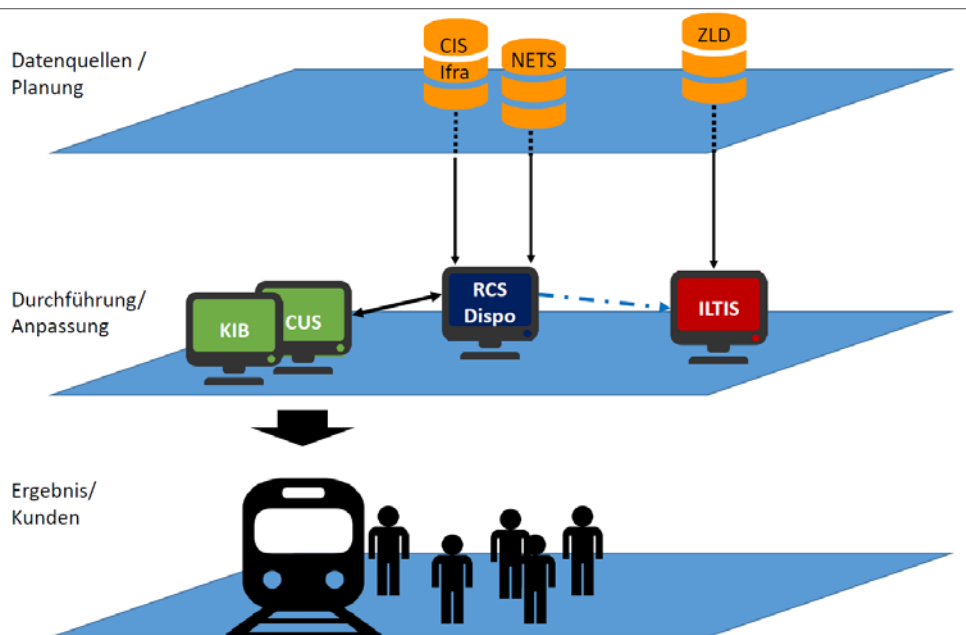 Datenquellen /
Planung
CIS
Ifra
NETS
ZLD
Durchführung/
Anpassung
KIB
CUS
RCS
Dispo
ILTIS
Ergebnis/
Kunden